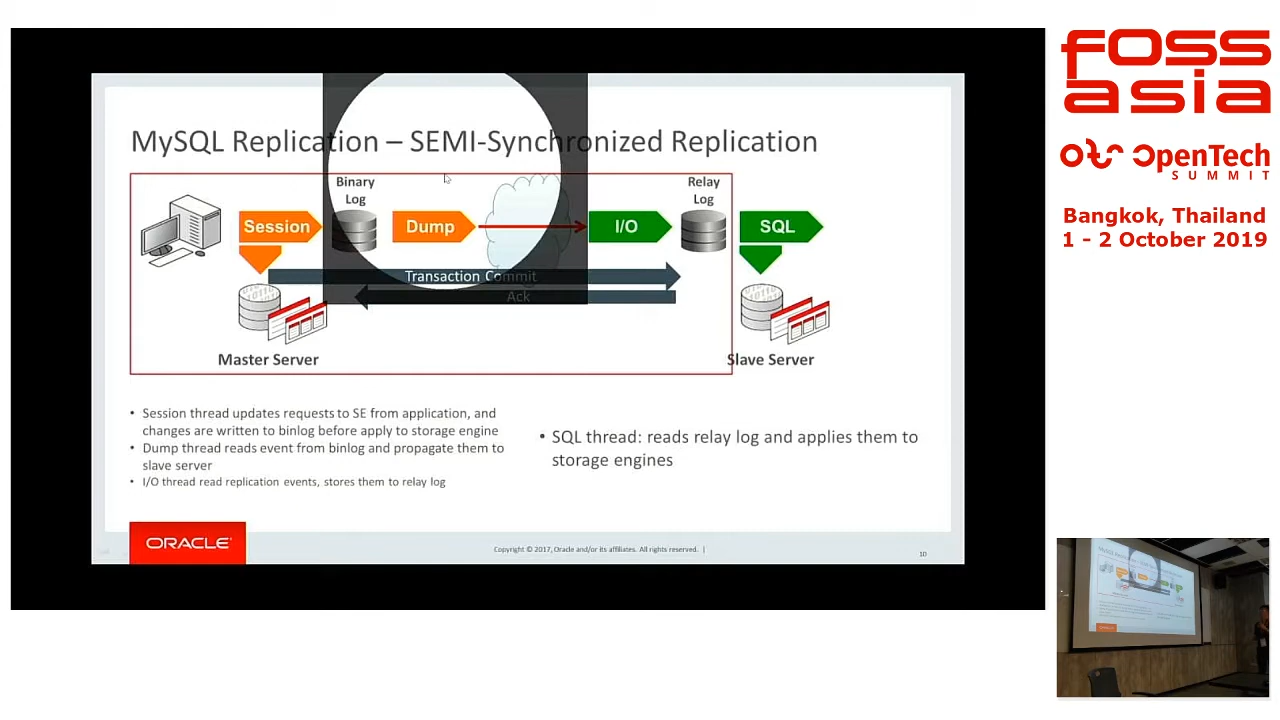 MySQL Replication – SEMI-Synchronized Replication
Binary
Log
Relay
Log
Session
Dump
I/O
SQL
Transaction Commit
Ack
Master Server
Slave Server
• Session thread updates requests to SE from application, and
changes are written to binlog before apply to storage engine
• Dump thread reads event from binlog and propagate them to
slave server
• I/O thread read replication events, stores them to relay log
• SQL thread: reads relay log and applies them to
storage engines
ORACLE
Copyright © 2017, Oracle and/or its affiliates. All rights reserved. |
10
FOSS
asia
OpenTech
SUMMIT
Bangkok, Thailand
1 - 2 October 2019